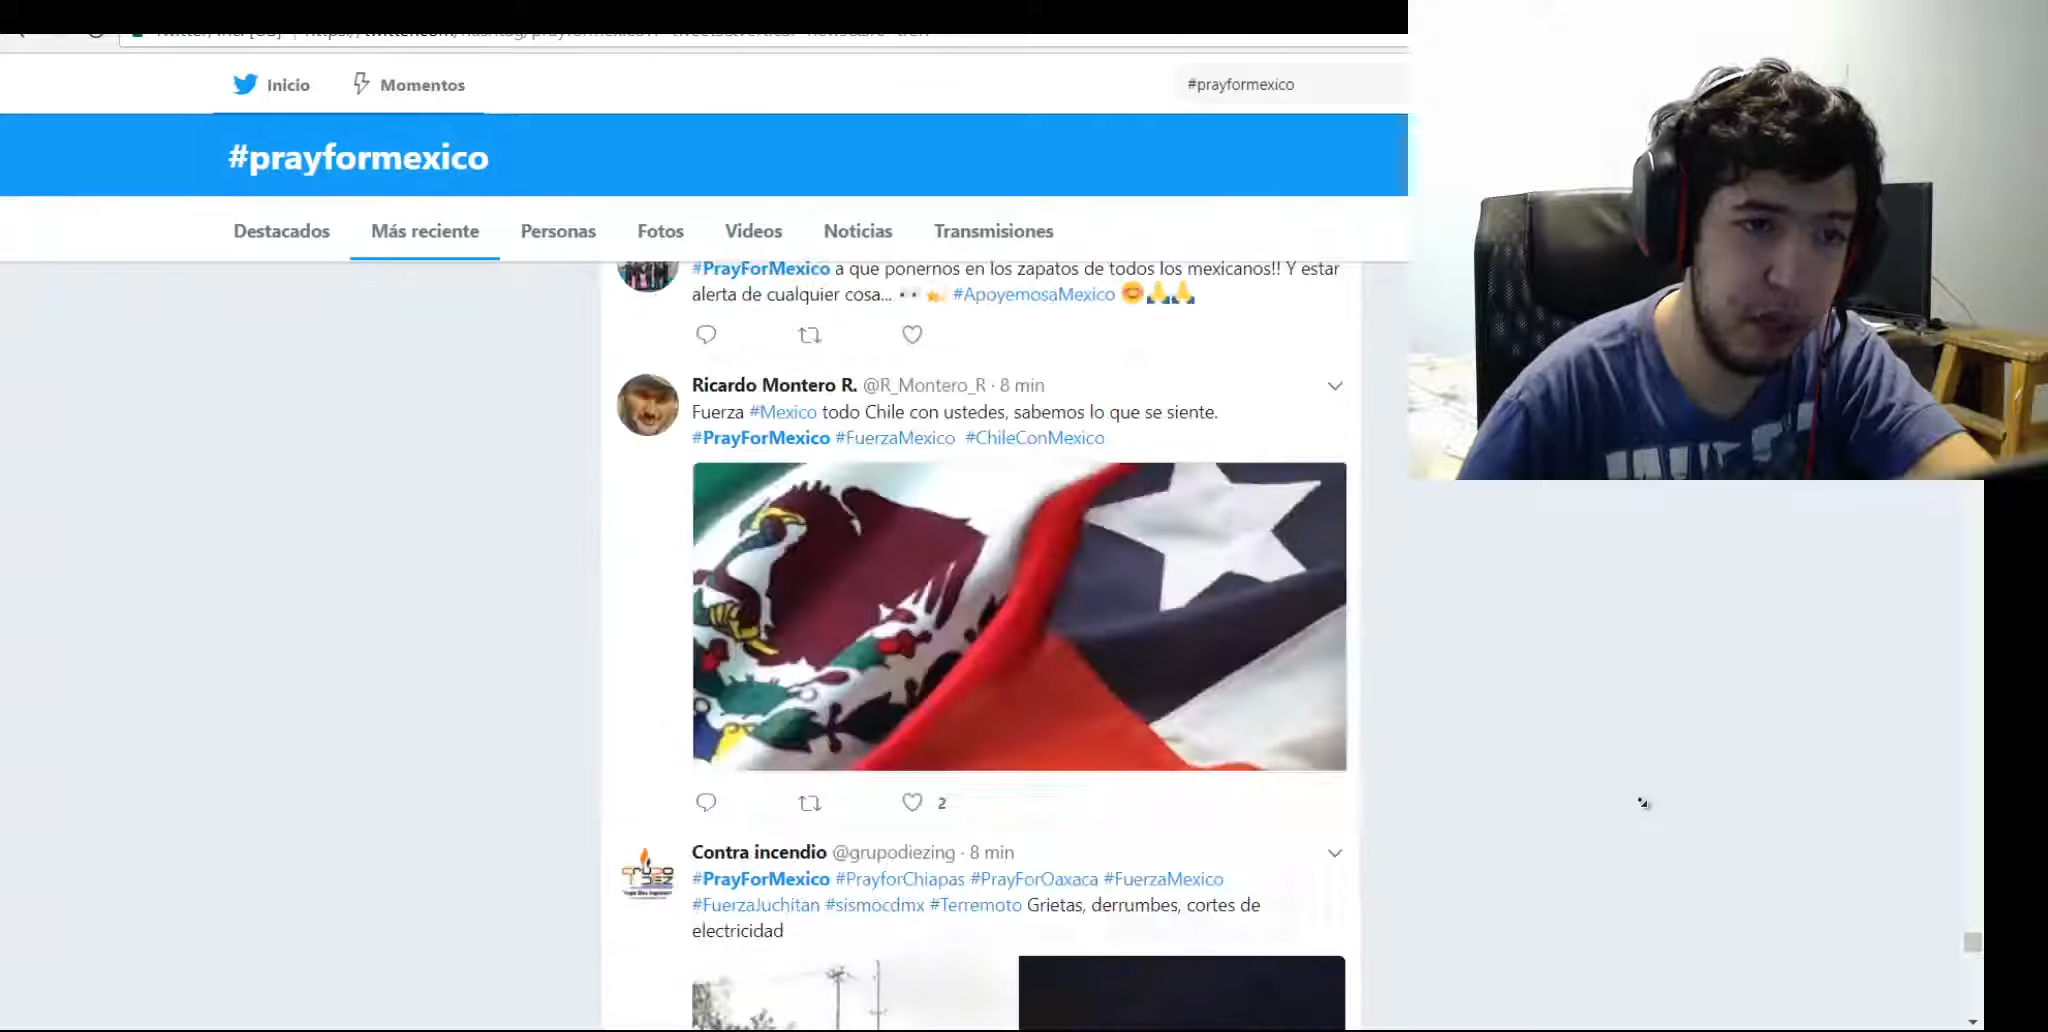 Inicio
Momentos
#prayformexico
#prayformexico
Destacados
Más reciente
Personas
Fotos
Videos
Noticias
Transmisiones
#PrayForMexico a que ponernos en los zapatos de todos los mexicanos!! Y estar
alerta de cualquier cosa... #ApoyemosaMexico
Ricardo Montero R. @R_Montero_R · 8 min
Fuerza #Mexico todo Chile con ustedes, sabemos lo que se siente.
#PrayForMexico #FuerzaMexico #ChileConMexico
2
Contra incendio @grupodiezing · 8 min
#PrayForMexico #PrayforChiapas #PrayForOaxaca #FuerzaMexico
#FuerzaJuchitan #sismocdmx #Terremoto Grietas, derrumbes, cortes de
electricidad